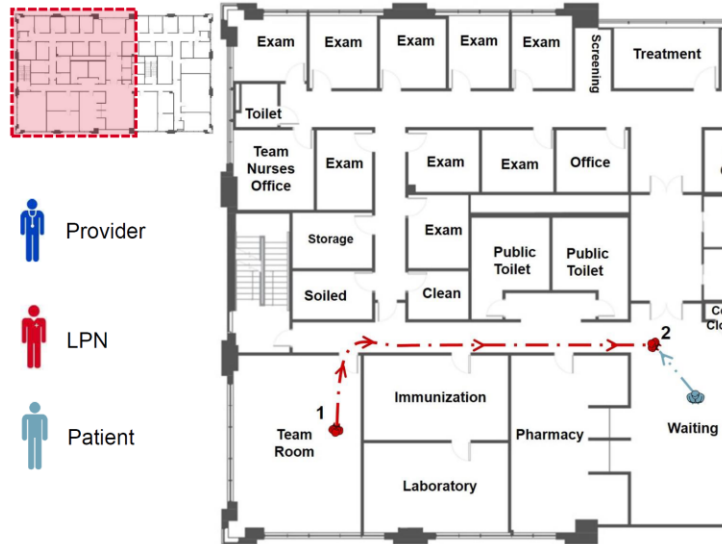 Provider
LPN
Patient
Exam
Exam
Exam
Exam
Exam
Screening
Treatment
Toilet
Team
Nurses
Office
Exam
Exam
Exam
Office
Storage
Exam
Public
Toilet
Public
Toilet
Soiled
Clean
2
1
Team
Room
Immunization
Pharmacy
Waiting
Laboratory